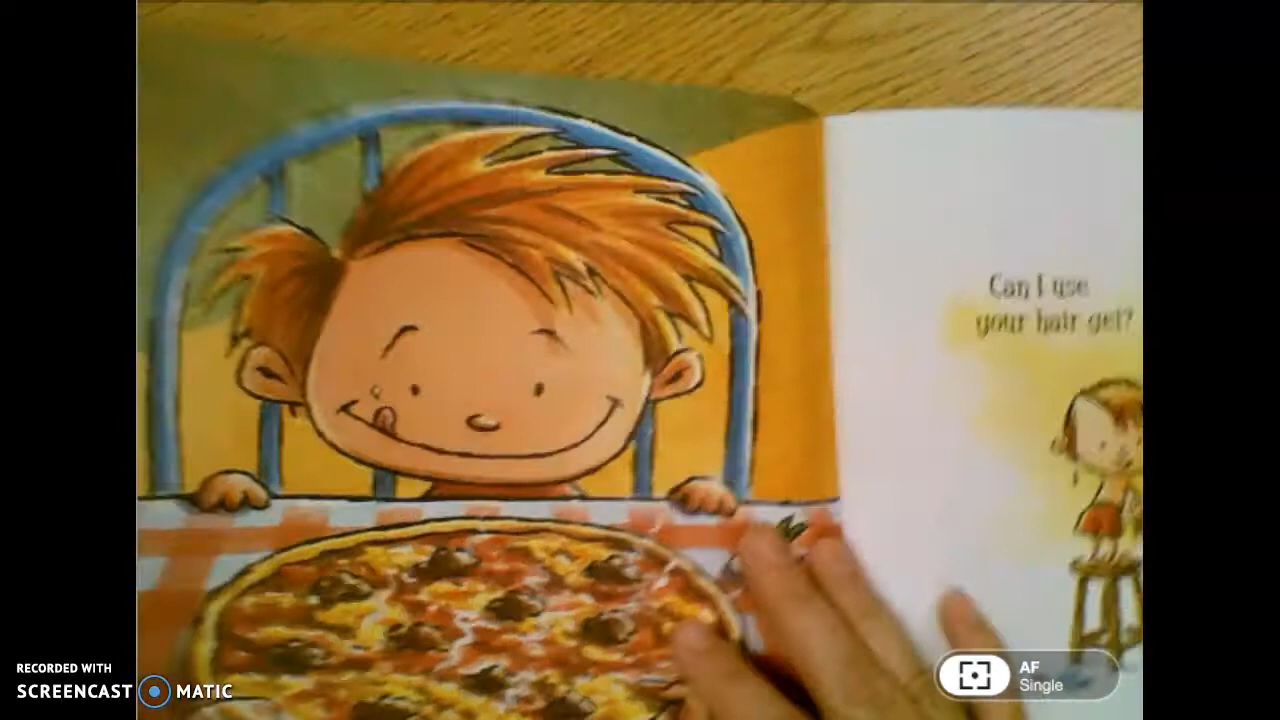 Can I use
your hair gel?
RECORDED WITH
SCREENCAST MATIC
AF
Single